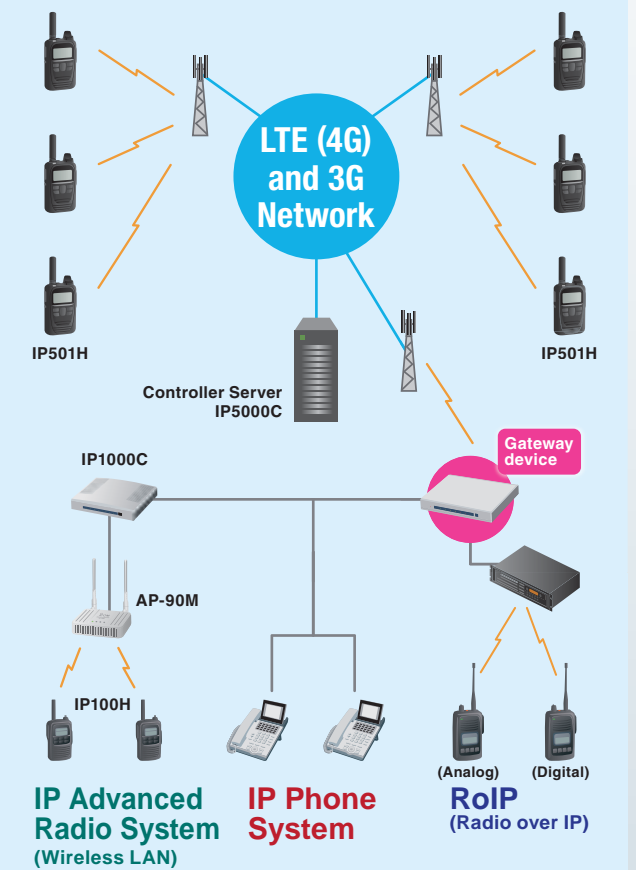 LTE (4G)
and 3G
Network
IP501H
IP501H
Controller Server
IP5000C
Gateway
device
IP1000C
AP-90M
IP100H
(Analog)
(Digital)
IP Advanced
Radio System
(Wireless LAN)
IP Phone
System
RoIP
(Radio over IP)